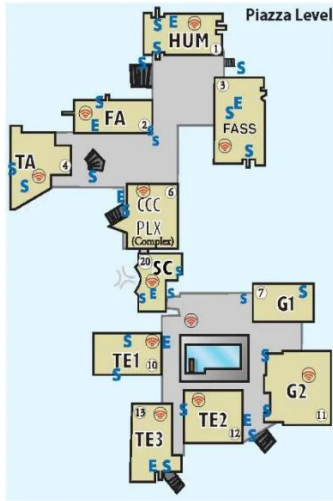 Piazza Level
S
E
HUM
S
1
S
S
3
S
E
FASS
S
FA
E
2
S
S
TA
4
S
S
S
6
E
S
CCC
PLX
(Complex)
20
SC
S
S
E
S
S
S
7
S
G1
TE1
E
10
S
S
G2
S
11
TE2
E
12
S
13
TE3
E
S